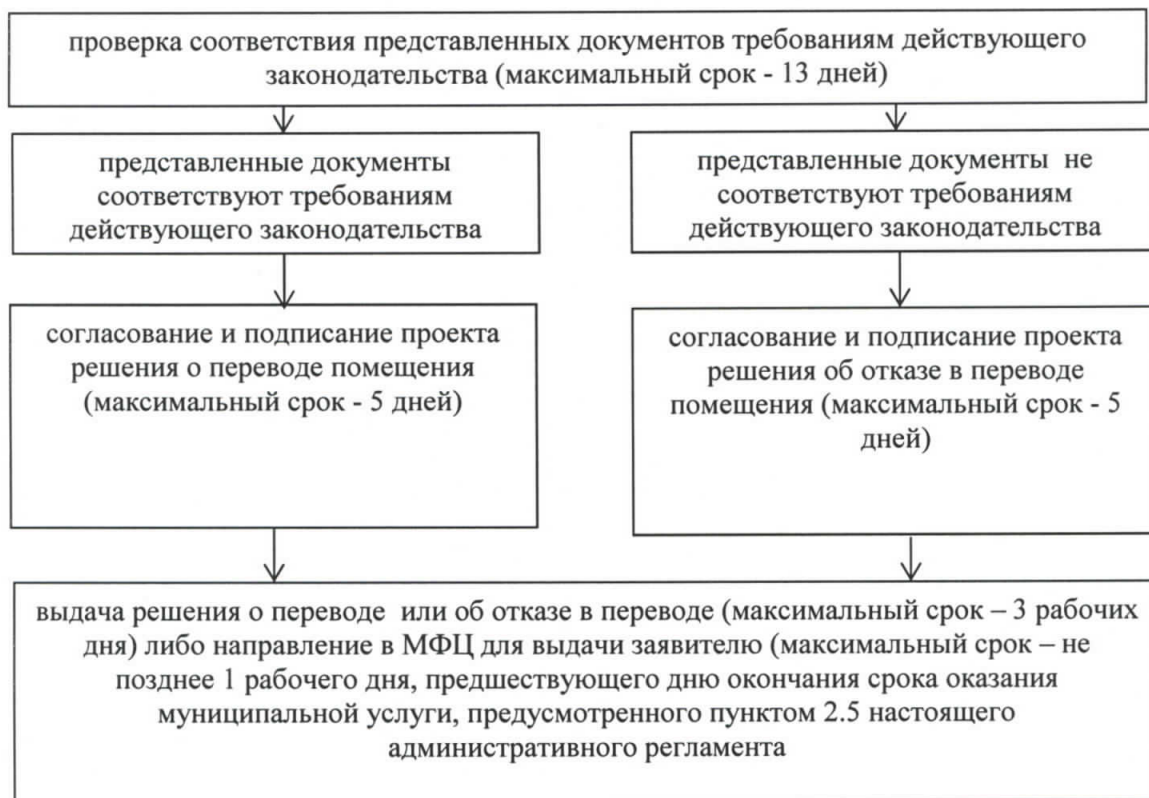 проверка соответствия представленных документов требованиям действующего
законодательства (максимальный срок - 13 дней)
представленные документы
соответствуют требованиям
действующего законодательства
представленные документы не
соответствуют требованиям
действующего законодательства
согласование и подписание проекта
решения о переводе помещения
(максимальный срок - 5 дней)
согласование и подписание проекта
решения об отказе в переводе
помещения (максимальный срок - 5
дней)
выдача решения о переводе или об отказе в переводе (максимальный срок – 3 рабочих
дня) либо направление в МФЦ для выдачи заявителю (максимальный срок – не
позднее 1 рабочего дня, предшествующего дню окончания срока оказания
муниципальной услуги, предусмотренного пунктом 2.5 настоящего
административного регламента